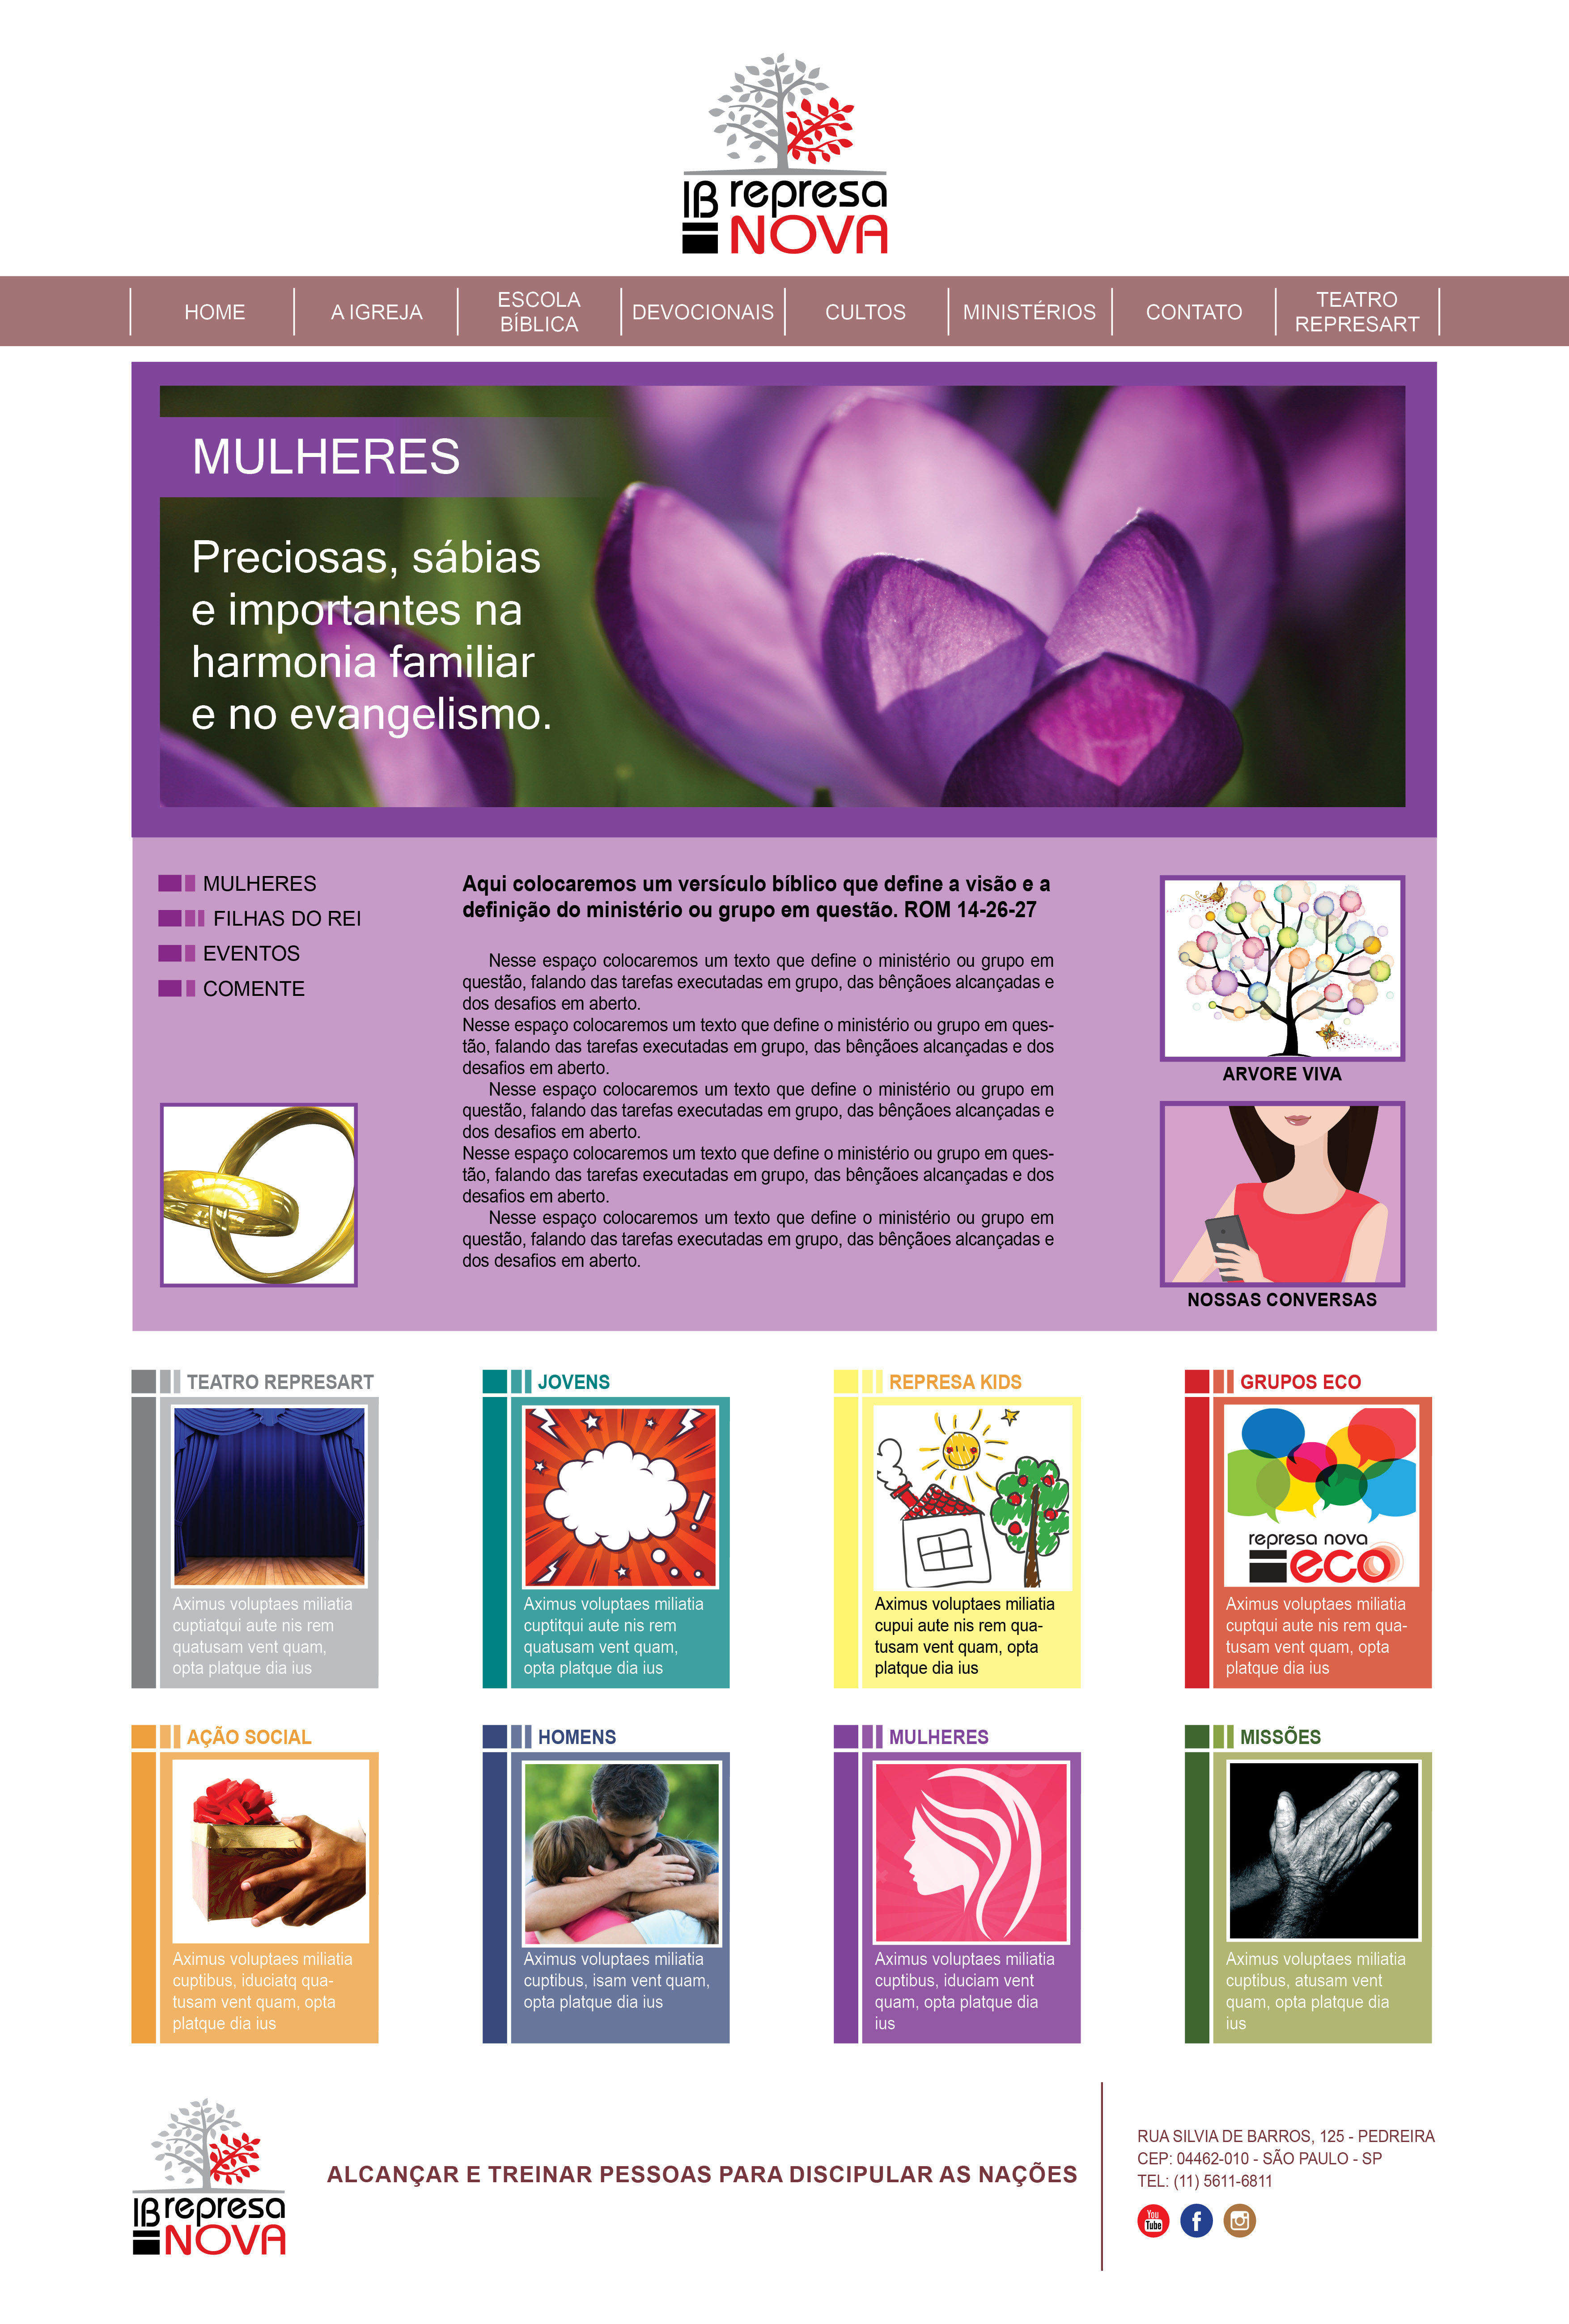 IB represa
NOVA
HOME
A IGREJA
ESCOLA
BÍBLICA
DEVOCIONAIS
CULTOS
MINISTÉRIOS
CONTATO
TEATRO
REPRESART
MULHERES
Preciosas, sábias
e importantes na
harmonia familiar
e no evangelismo.
MULHERES
FILHAS DO REI
EVENTOS
COMENTE
Aqui colocaremos um versículo bíblico que define a visão e a
definição do ministério ou grupo em questão. ROM 14-26-27
Nesse espaço colocaremos um texto que define o ministério ou grupo em
questão, falando das tarefas executadas em grupo, das bênçãoes alcançadas e
dos desafios em aberto.
Nesse espaço colocaremos um texto que define o ministério ou grupo em ques-
tão, falando das tarefas executadas em grupo, das bênçãoes alcançadas e dos
desafios em aberto.
Nesse espaço colocaremos um texto que define o ministério ou grupo em
questão, falando das tarefas executadas em grupo, das bênçãoes alcançadas e
dos desafios em aberto.
Nesse espaço colocaremos um texto que define o ministério ou grupo em ques-
tão, falando das tarefas executadas em grupo, das bênçãoes alcançadas e dos
desafios em aberto.
Nesse espaço colocaremos um texto que define o ministério ou grupo em
questão, falando das tarefas executadas em grupo, das bênçãoes alcançadas e
dos desafios em aberto.
ARVORE VIVA
NOSSAS CONVERSAS
TEATRO REPRESART
Aximus voluptaes miliatia
cuptiatqui aute nis rem
quatusam vent quam,
opta platque dia ius
JOVENS
Aximus voluptaes miliatia
cuptitqui aute nis rem
quatusam vent quam,
opta platque dia ius
REPRESA KIDS
Aximus voluptaes miliatia
cupui aute nis rem qua-
tusam vent quam, opta
platque dia ius
GRUPOS ECO
represa nova
eco
Aximus voluptaes miliatia
cuptqui aute nis rem qua-
tusam vent quam, opta
platque dia ius
AÇÃO SOCIAL
Aximus voluptaes miliatia
cuptibus, iduciatq qua-
tusam vent quam, opta
platque dia ius
HOMENS
Aximus voluptaes miliatia
cuptibus, isam vent quam,
opta platque dia ius
MULHERES
Aximus voluptaes miliatia
cuptibus, iduciam vent
quam, opta platque dia
ius
MISSÕES
Aximus voluptaes miliatia
cuptibus, atusam vent
quam, opta platque dia
ius
IB represa
NOVA
ALCANÇAR E TREINAR PESSOAS PARA DISCIPULAR AS NAÇÕES
RUA SILVIA DE BARROS, 125 - PEDREIRA
CEP: 04462-010 - SÃO PAULO - SP
TEL: (11) 5611-6811
You
Tube
f